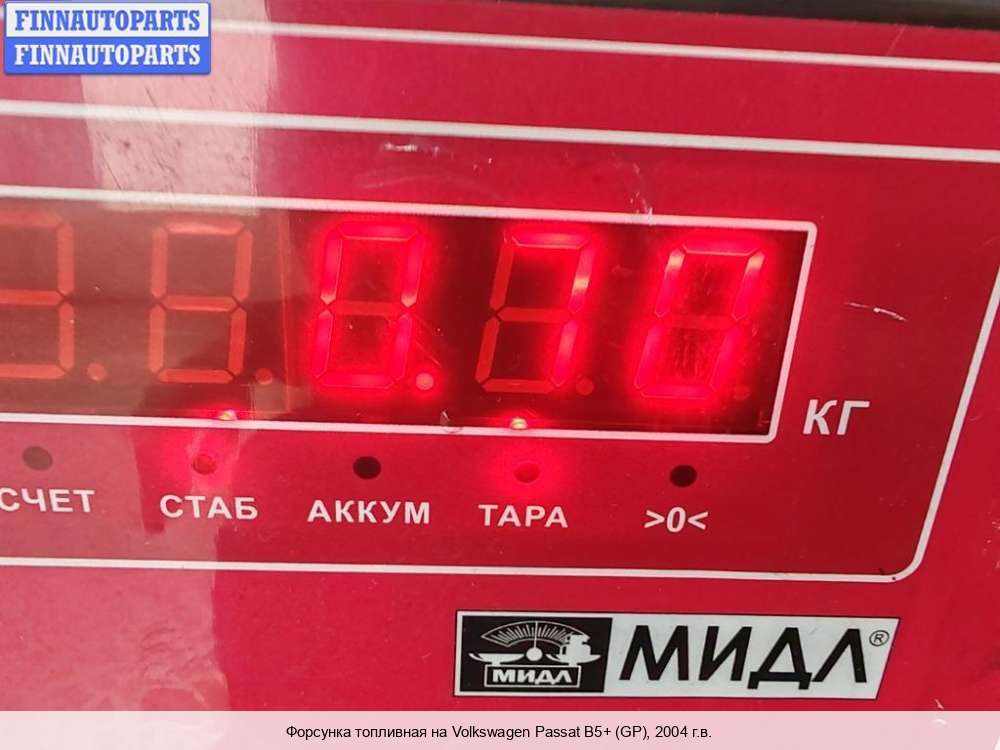 FINNAUTOPARTS
FINNAUTOPARTS
0.70
КГ
СЧЕТ
СТАБ
АККУМ
ТАРА
>0<
МИДЛ
МИДЛ®
Форсунка топливная на Volkswagen Passat B5+ (GP), 2004 г.в.